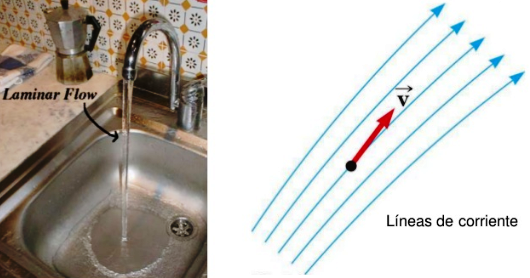 Laminar Flow
v
Líneas de corriente